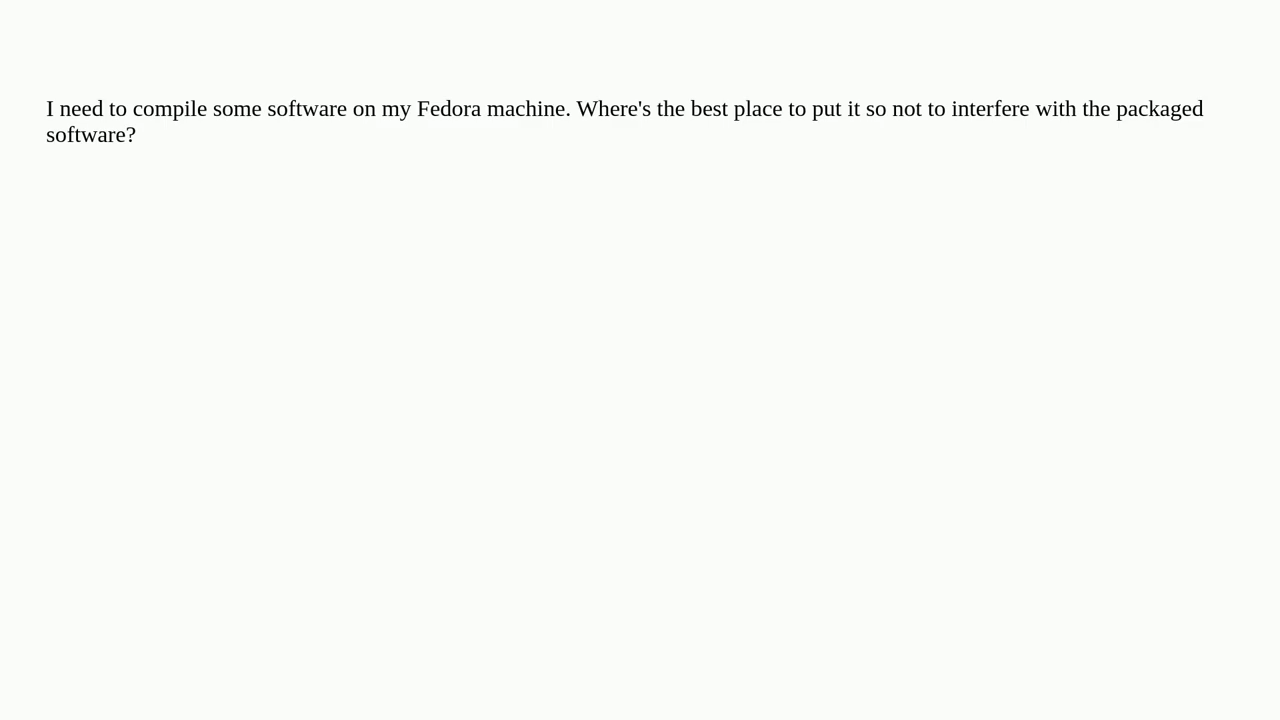 I need to compile some software on my Fedora machine. Where's the best place to put it so not to interfere with the packaged
software?